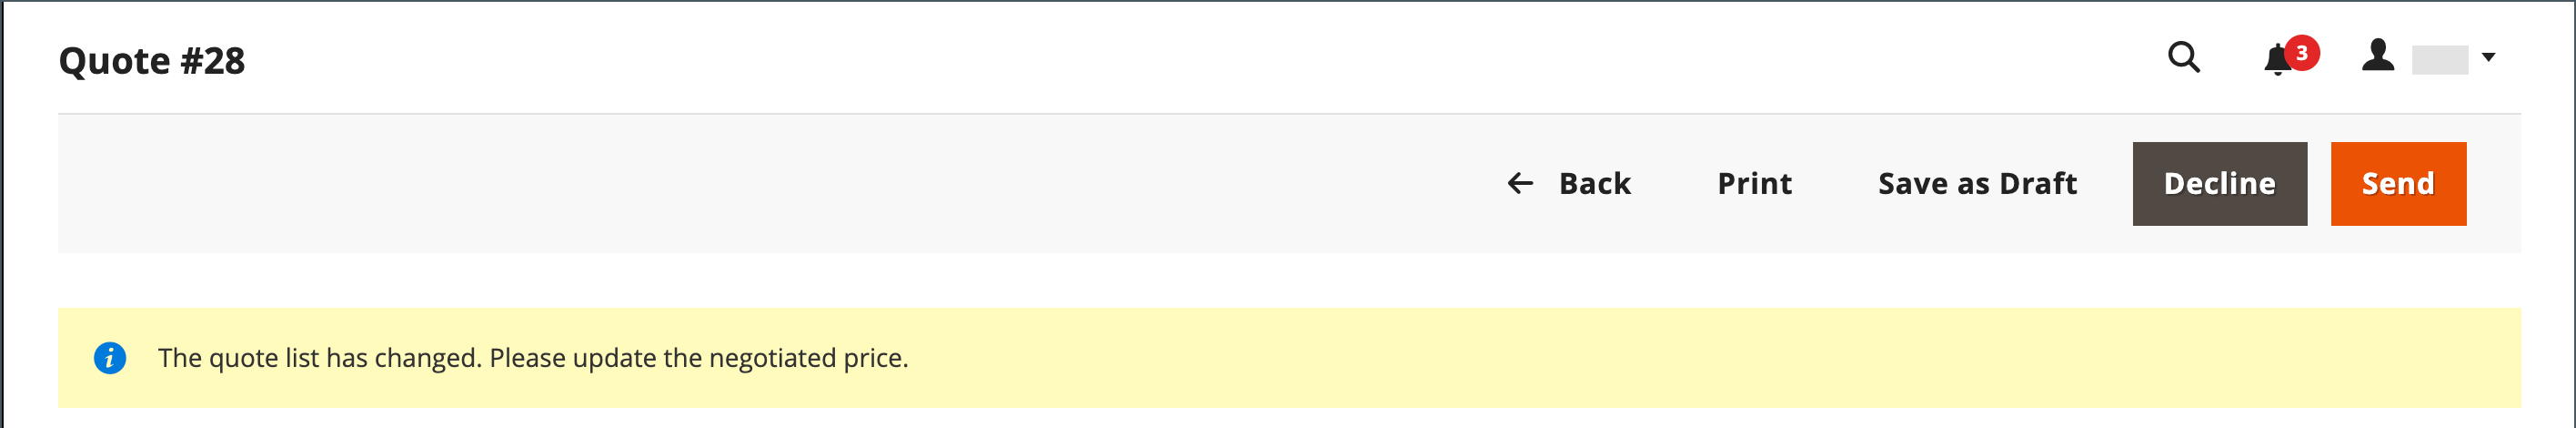 Quote #28
3
Back
Print
Save as Draft
Decline
Send
The quote list has changed. Please update the negotiated price.